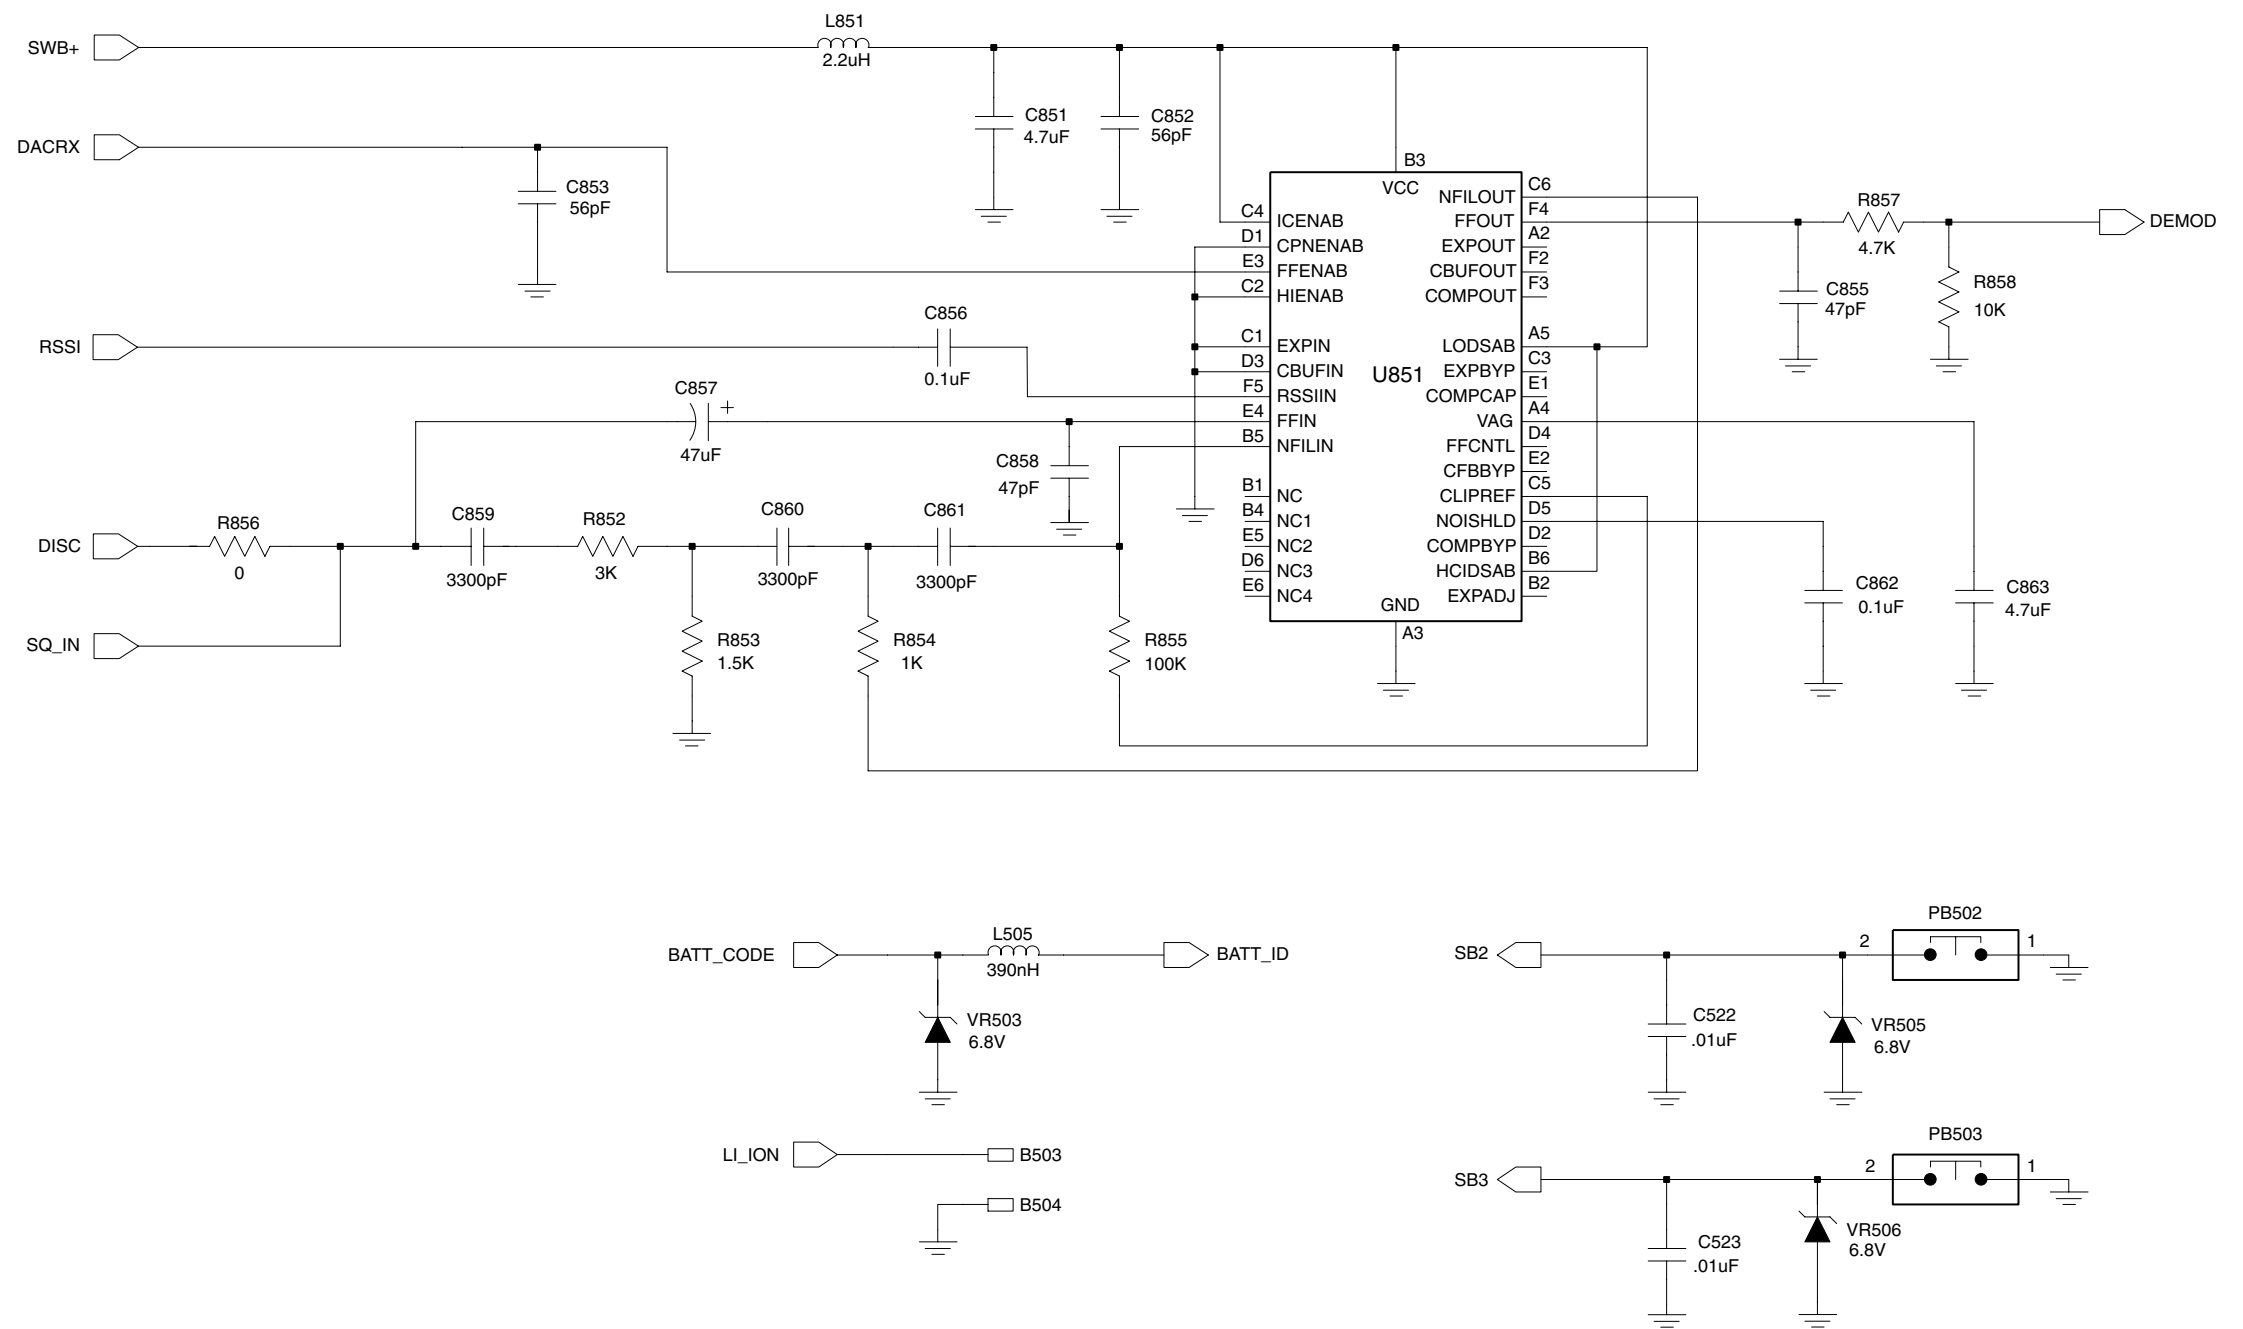 L851
2.2uH
SWB+
C851
4.7uF
C852
56pF
DACRX
C853
56pF
B3
VCC
C4 ICENAB
D1 CPNENAB
E3 FFENAB
C2 HIENAB
C1 EXPIN
D3 CBUFIN
F5 RSSIIN
E4 FFIN
B5 NFILIN
B1 NC
B4 NC1
E5 NC2
D6 NC3
E6 NC4
U851
NFILOUT C6
FFOUT F4
EXPOUT A2
CBUFOUT F2
COMPOUT F3
LODSAB A5
EXPBYP C3
COMPCAP E1
VAG A4
FFCNTL D4
CFBBYP E2
CLIPREF C5
NOISHLD D5
COMPBYP D2
HCIDSAB B6
EXPADJ B2
GND
A3
R857
4.7K
DEMOD
C855
47pF
R858
10K
RSSI
C856
0.1uF
C857
+
47uF
C858
47pF
DISC
R856
0
C859
3300pF
R852
3K
C860
3300pF
C861
3300pF
SQ_IN
R853
1.5K
R854
1K
R855
100K
C862
0.1uF
C863
4.7uF
BATT_CODE
L505
390nH
BATT_ID
VR503
6.8V
LI_ION
B503
B504
SB2
PB502
2
1
C522
.01uF
VR505
6.8V
SB3
PB503
2
1
C523
.01uF
VR506
6.8V